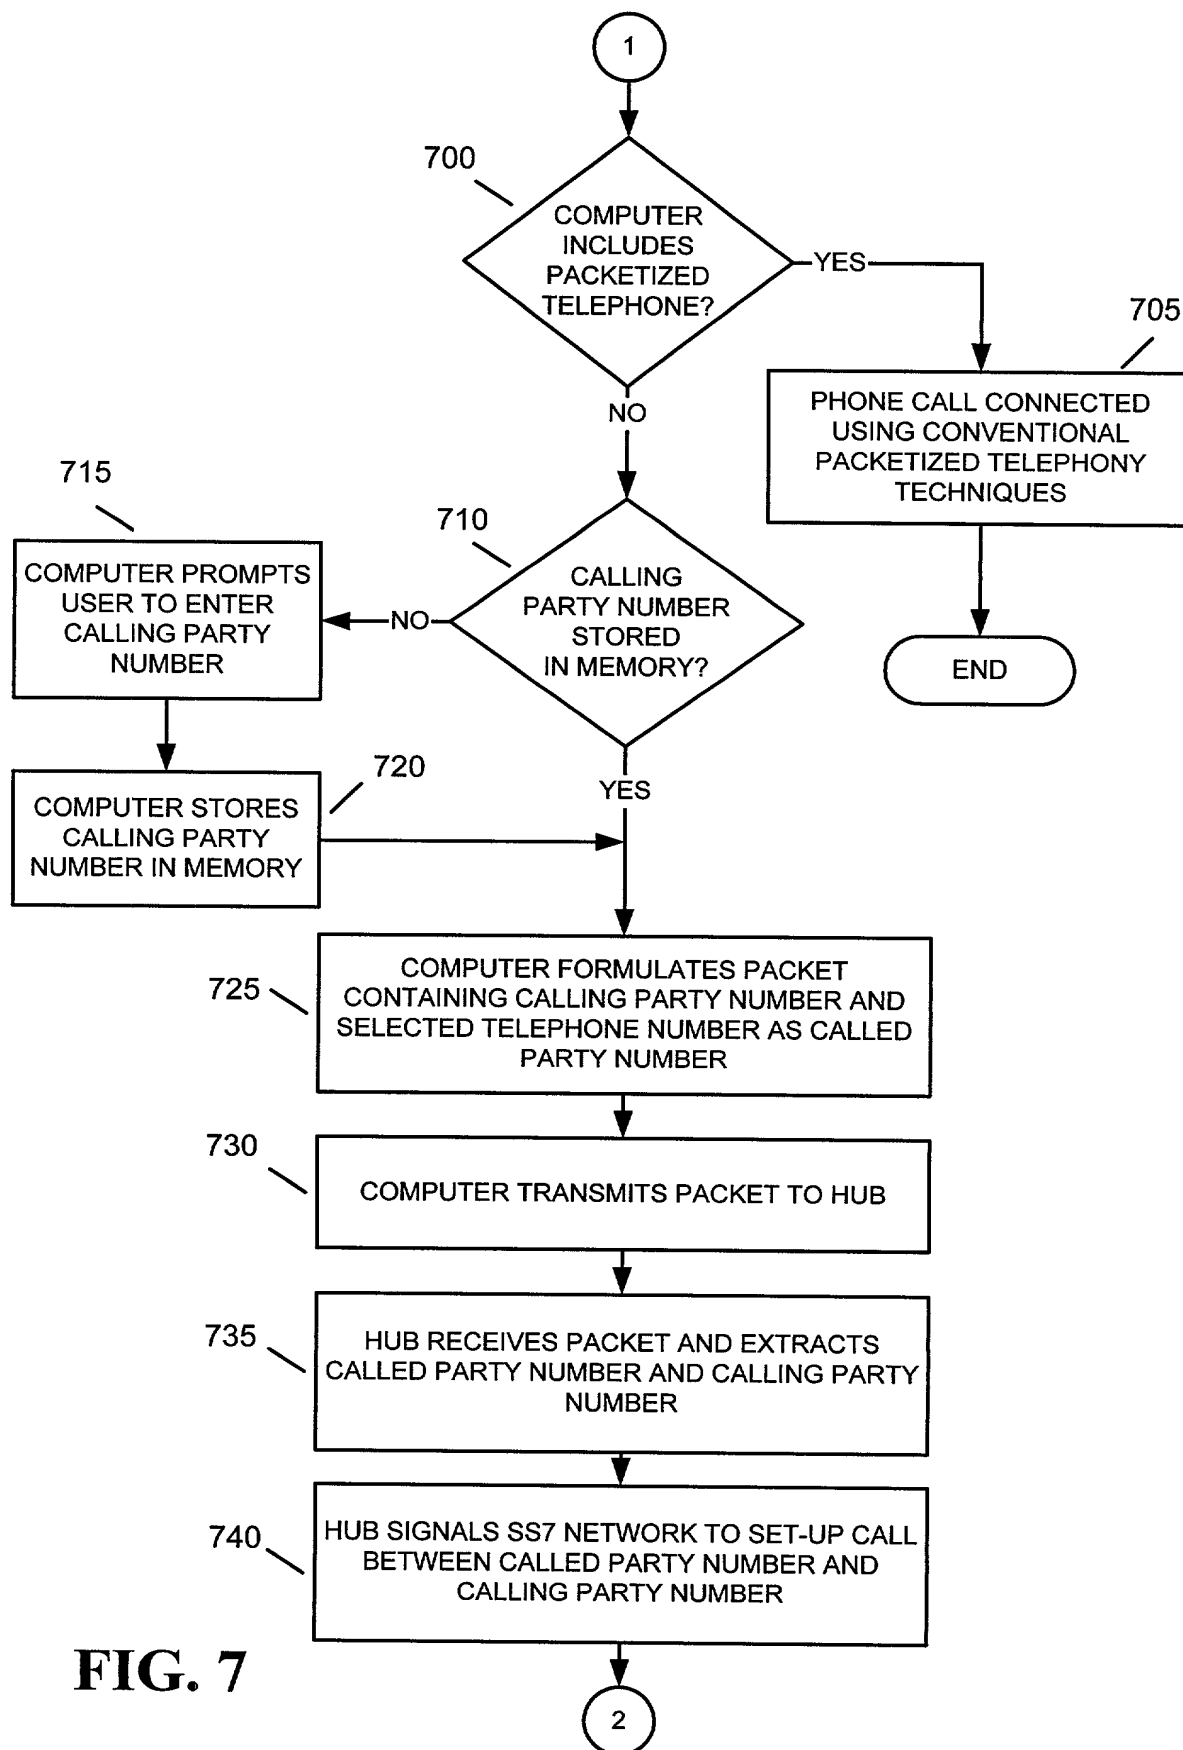 1
700
COMPUTER
INCLUDES
PACKETIZED
TELEPHONE?
YES
705
PHONE CALL CONNECTED
USING CONVENTIONAL
PACKETIZED TELEPHONY
TECHNIQUES
END
NO
710
CALLING
PARTY NUMBER
STORED
IN MEMORY?
NO
715
COMPUTER PROMPTS
USER TO ENTER
CALLING PARTY
NUMBER
720
COMPUTER STORES
CALLING PARTY
NUMBER IN MEMORY
YES
725
COMPUTER FORMULATES PACKET
CONTAINING CALLING PARTY NUMBER AND
SELECTED TELEPHONE NUMBER AS CALLED
PARTY NUMBER
730
COMPUTER TRANSMITS PACKET TO HUB
735
HUB RECEIVES PACKET AND EXTRACTS
CALLED PARTY NUMBER AND CALLING PARTY
NUMBER
740
HUB SIGNALS SS7 NETWORK TO SET-UP CALL
BETWEEN CALLED PARTY NUMBER AND
CALLING PARTY NUMBER
FIG. 7
2